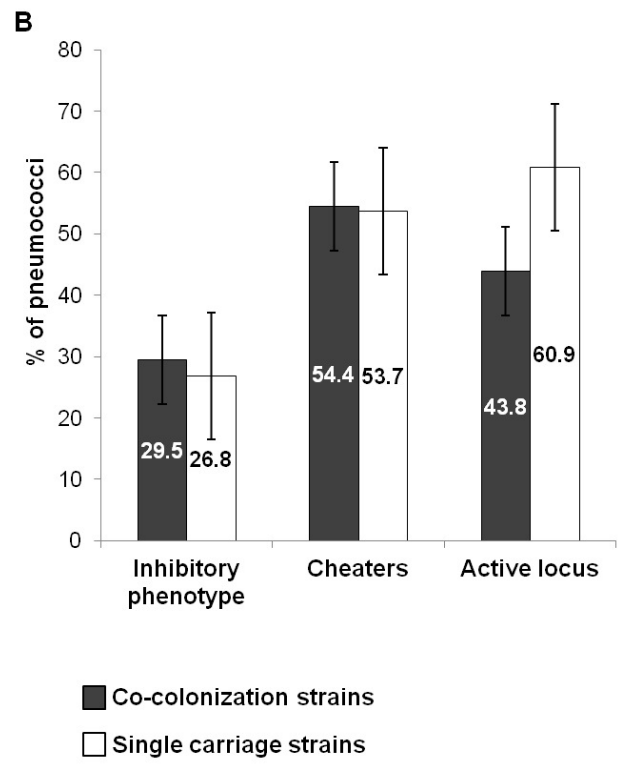 B
80
70
60
50
40
30
20
10
0
% of pneumococci
29.5 26.8
54.4 53.7
43.8 60.9
Inhibitory
phenotype
Cheaters
Active locus
Co-colonization strains
Single carriage strains